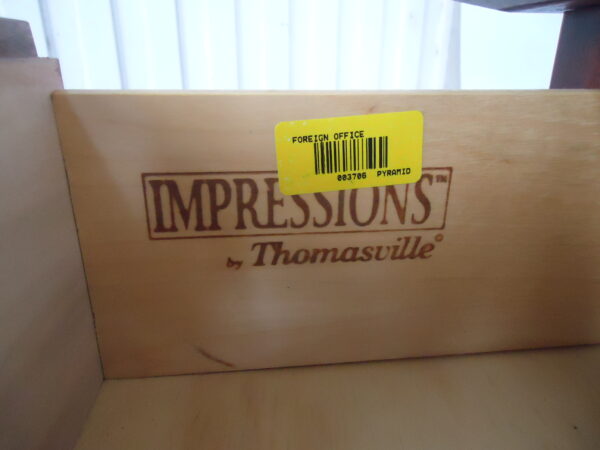 FOREIGN OFFICE
003706 PYRAMID
IMPRESSIONS™
by Thomasville®